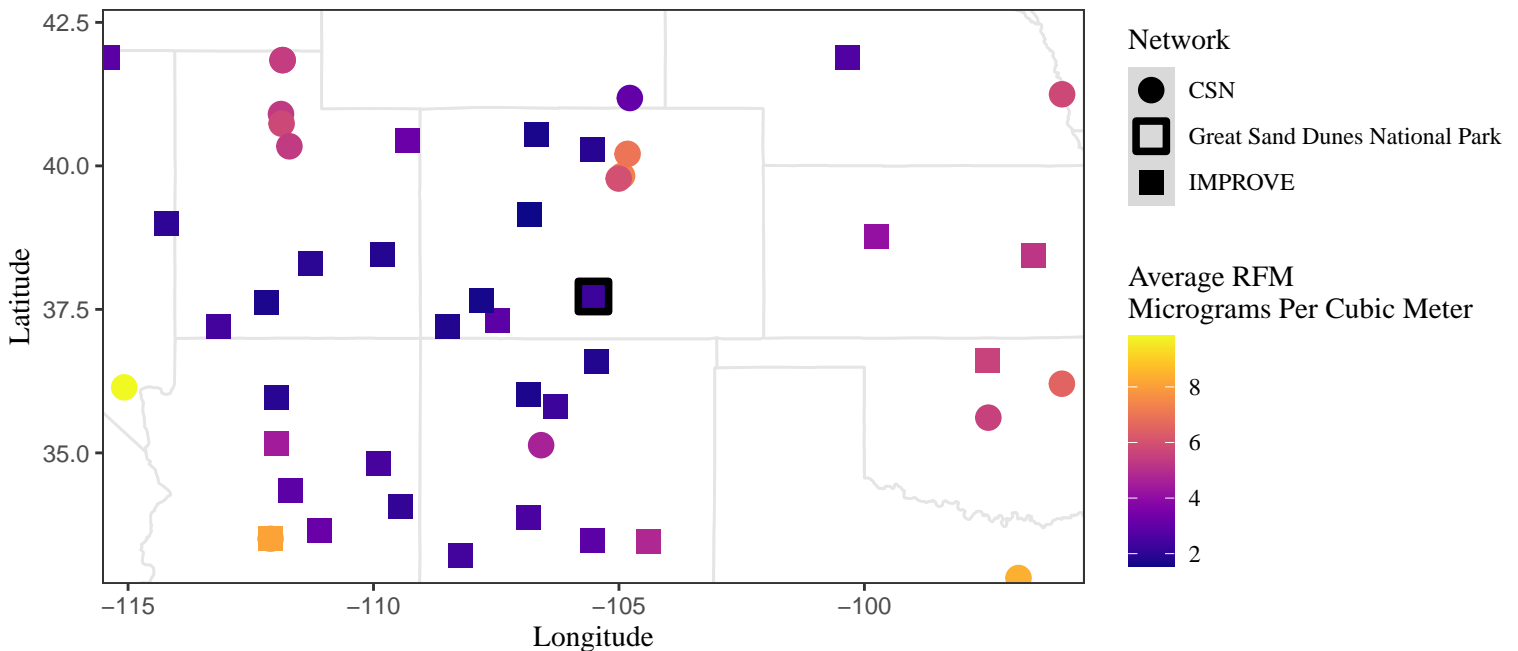 42.5
40.0
37.5
35.0
Latitude
−115
−110
−105
−100
Longitude
Network
CSN
Great Sand Dunes National Park
IMPROVE
Average RFM
Micrograms Per Cubic Meter
8
6
4
2